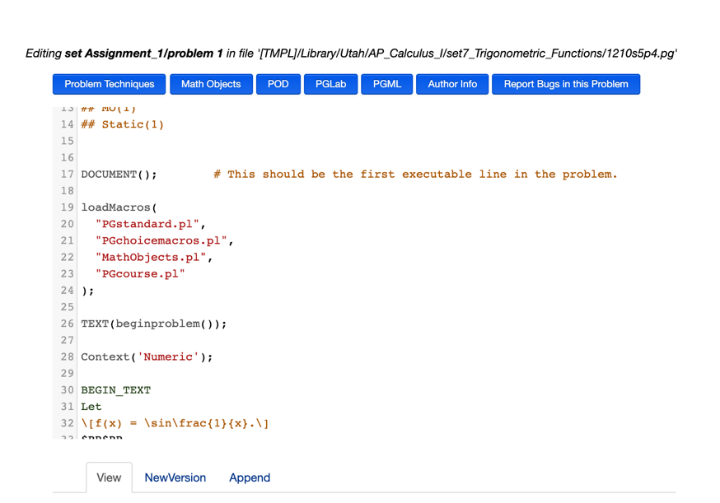 Editing set Assignment_1/problem 1 in file '[TMPL]/Library/Utah/AP_Calculus_I/set7_Trigonometric_Functions/1210s5p4.pg'
Problem Techniques Math Objects POD PGLab PGML Author Info Report Bugs in this Problem
13 ## MO(1)
14 ## Static(1)
15
16
17 DOCUMENT(); # This should be the first executable line in the problem.
18
19 loadMacros(
20 "PGstandard.pl",
21 "PGchoicemacros.pl",
22 "MathObjects.pl",
23 "PGcourse.pl"
24 );
25
26 TEXT(beginproblem());
27
28 Context('Numeric');
29
30 BEGIN_TEXT
31 Let
32 \[f(x) = \sin\frac{1}{x}.\]
33 $BR$BR
View NewVersion Append